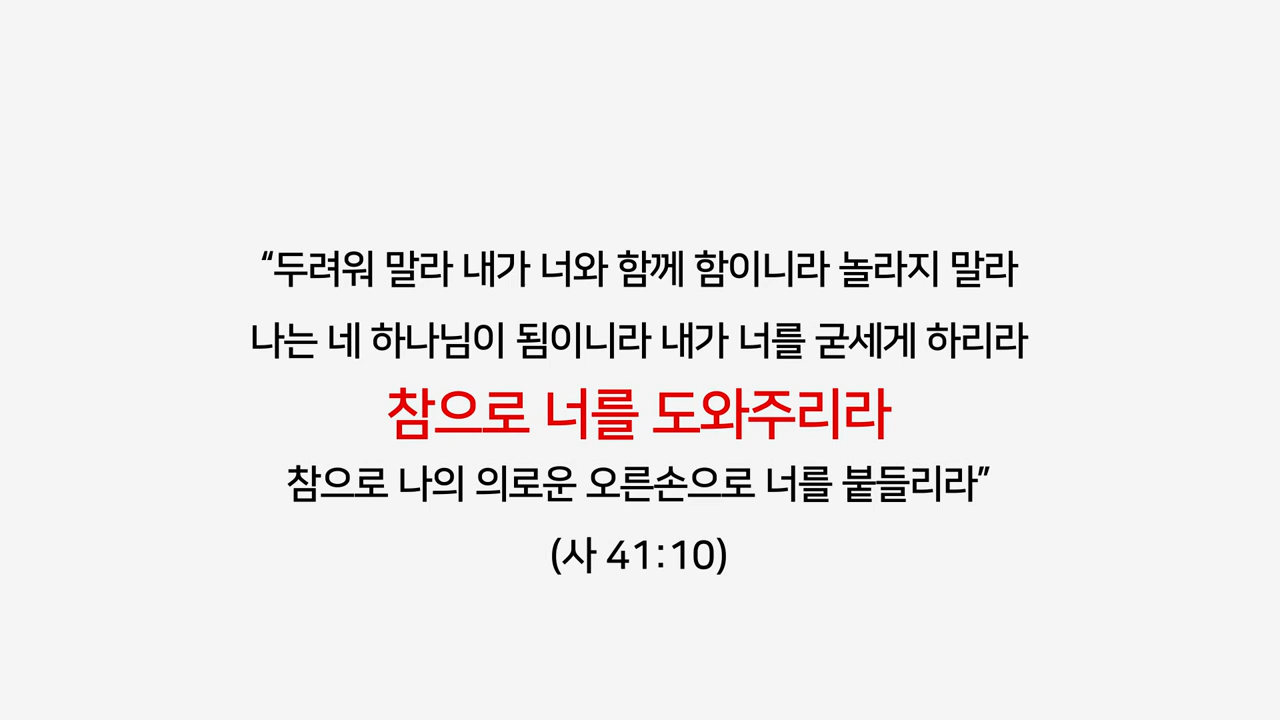 “두려워 말라 내가 너와 함께 함이니라 놀라지 말라
나는 네 하나님이 됨이니라 내가 너를 굳세게 하리라
참으로 너를 도와주리라
참으로 나의 의로운 오른손으로 너를 붙들리라”
(사 41:10)